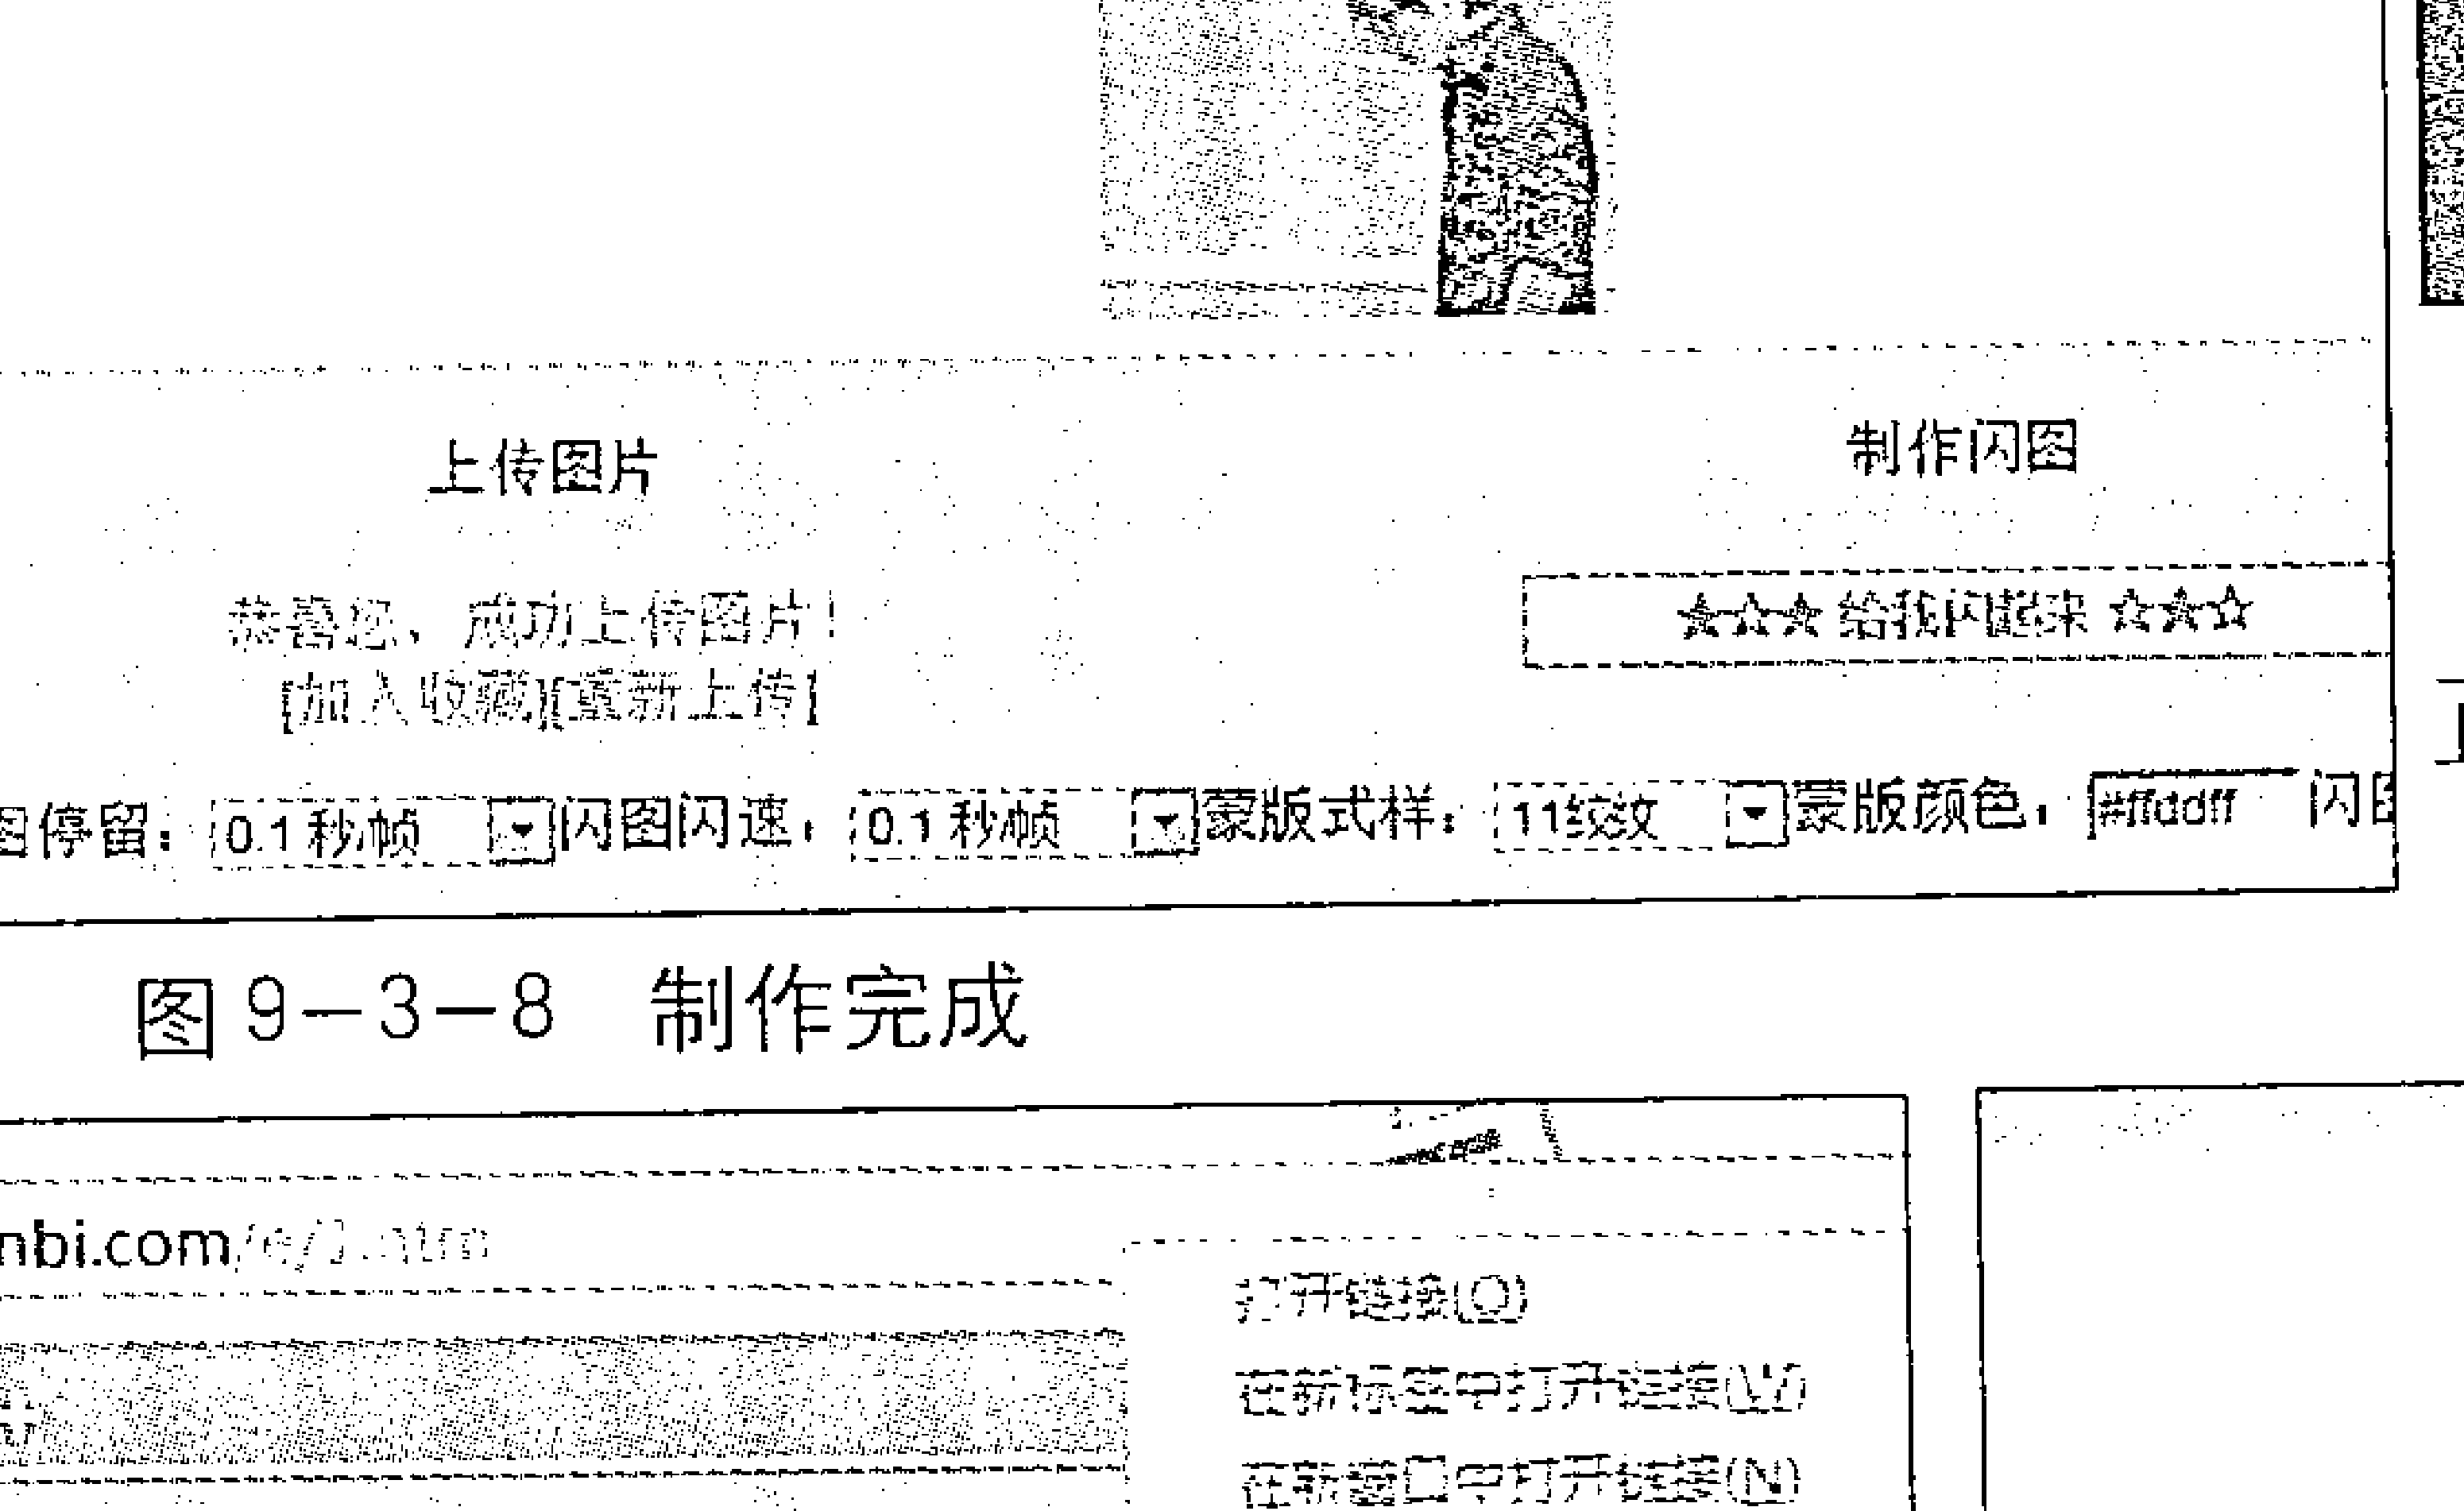 上传图片
制作闪图
恭喜您，成功上传图片！
★☆★ 给我闪起来 ☆★☆
[加入收藏][重新上传]
图停留： 0.1 秒/帧 闪图闪速： 0.1 秒/帧 蒙版式样： 11纹纹 蒙版颜色： #ffddff 闪图
图 9-3-8 制作完成
nbi.com/e/
打开链接(O)
在新标签中打开链接(W)
在新窗口中打开链接(N)